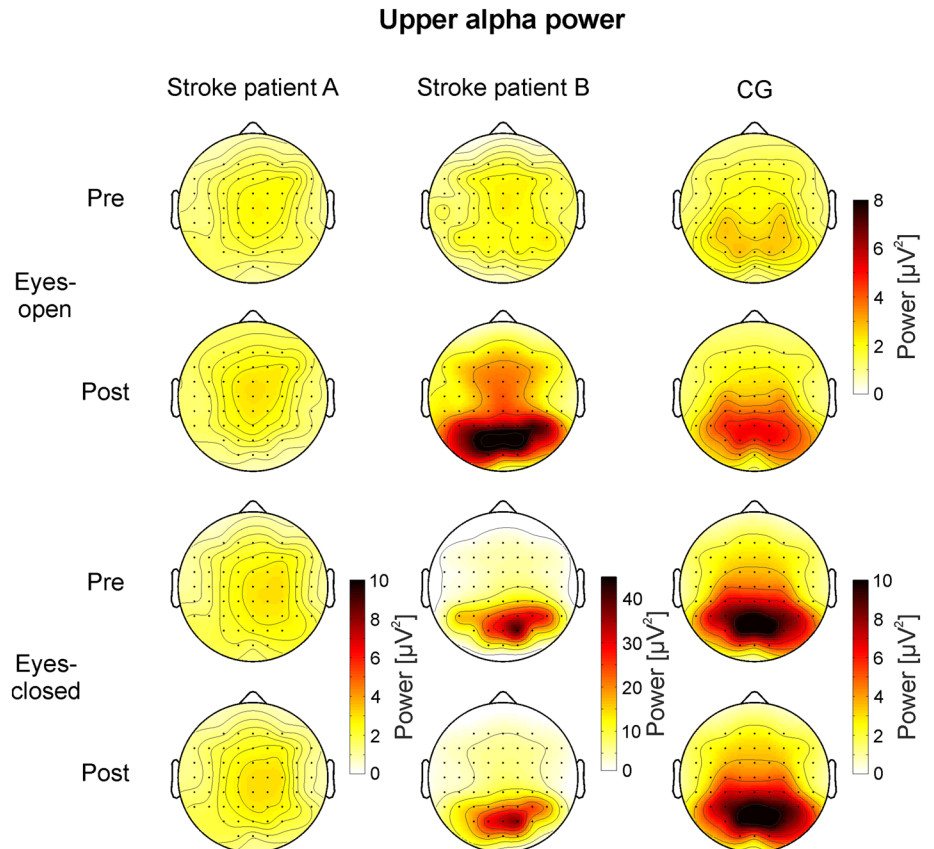 Upper alpha power
Stroke patient A
Stroke patient B
CG
Pre
Eyes-
open
Post
8
6
4
2
0
Power [µV²]
Pre
Eyes-
closed
Post
10
8
6
4
2
0
Power [µV²]
40
30
20
10
0
Power [µV²]
10
8
6
4
2
0
Power [µV²]